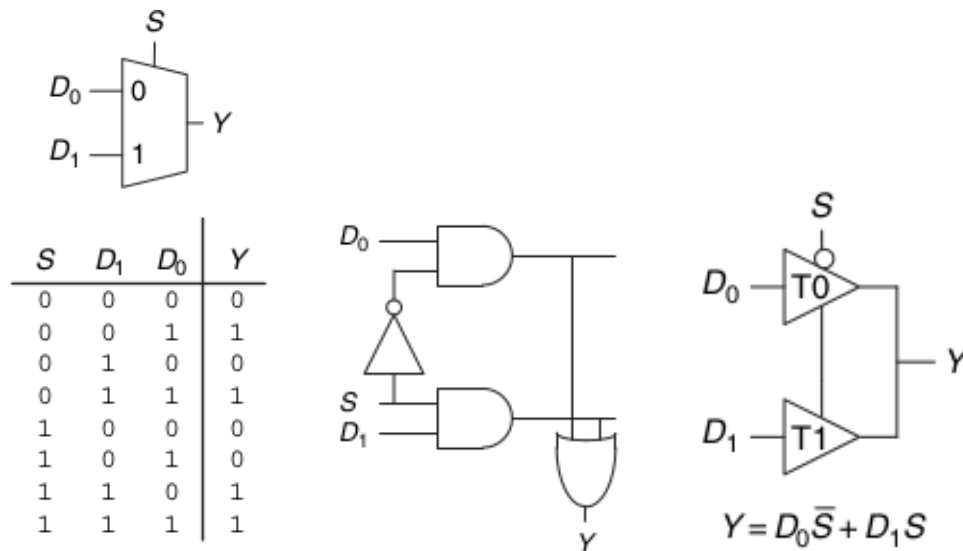 S
D₀ 0
Y
D₁ 1
S D₁ D₀ Y
0 0 0 0
0 0 1 1
0 1 0 0
0 1 1 1
1 0 0 0
1 0 1 0
1 1 0 1
1 1 1 1
D₀
S
D₁
Y
S
D₀ T0
Y
D₁ T1
Y = D₀S̅ + D₁S